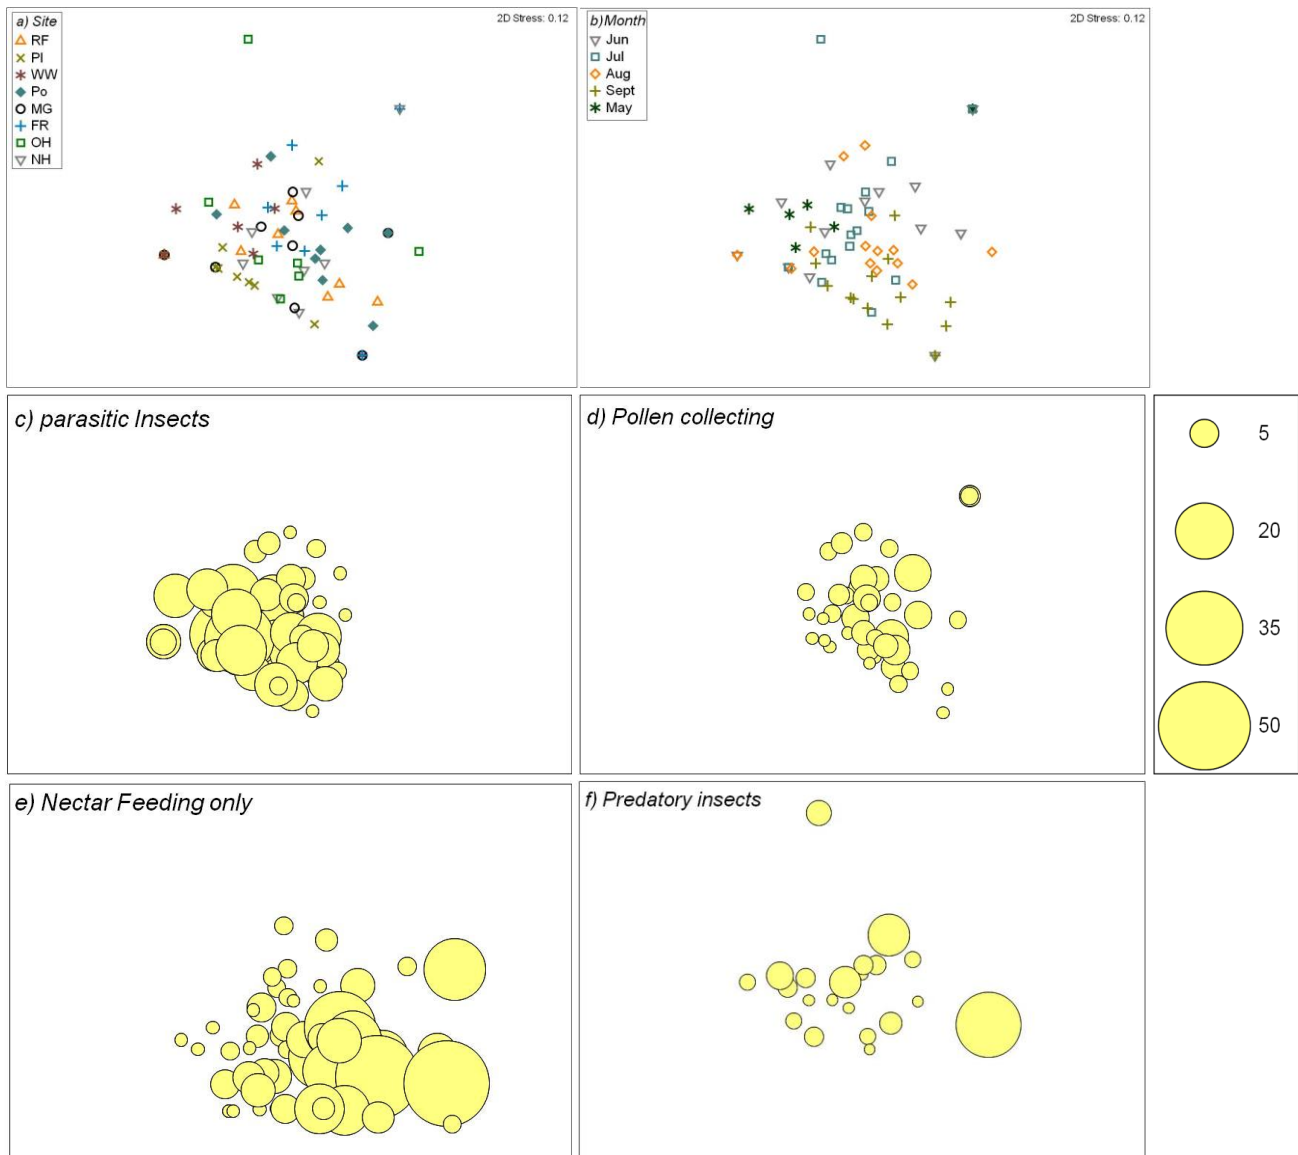 a) Site
2D Stress: 0.12
RF
PI
WW
Po
MG
FR
OH
NH
b)Month
2D Stress: 0.12
Jun
Jul
Aug
Sept
May
c) parasitic Insects
d) Pollen collecting
5
20
35
50
e) Nectar Feeding only
f) Predatory insects